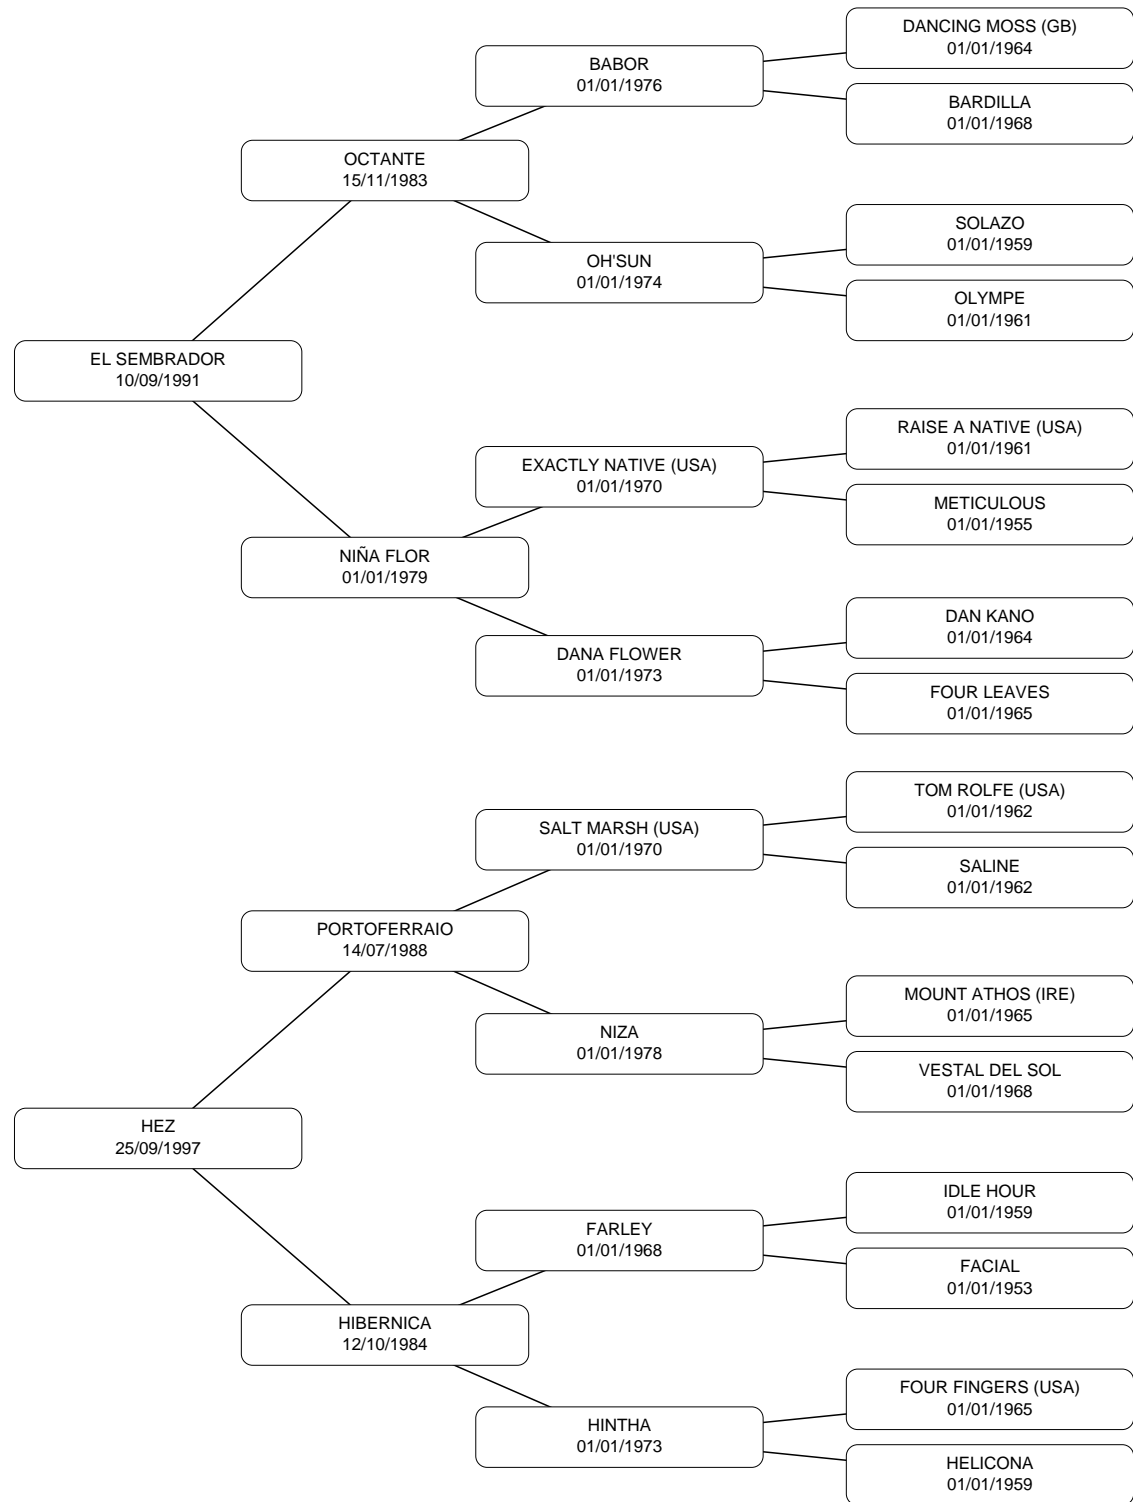 DANCING MOSS (GB)
01/01/1964
BABOR
01/01/1976
BARDILLA
01/01/1968
OCTANTE
15/11/1983
SOLAZO
01/01/1959
OH'SUN
01/01/1974
OLYMPE
01/01/1961
EL SEMBRADOR
10/09/1991
RAISE A NATIVE (USA)
01/01/1961
EXACTLY NATIVE (USA)
01/01/1970
METICULOUS
01/01/1955
NIÑA FLOR
01/01/1979
DAN KANO
01/01/1964
DANA FLOWER
01/01/1973
FOUR LEAVES
01/01/1965
TOM ROLFE (USA)
01/01/1962
SALT MARSH (USA)
01/01/1970
SALINE
01/01/1962
PORTOFERRAIO
14/07/1988
MOUNT ATHOS (IRE)
01/01/1965
NIZA
01/01/1978
VESTAL DEL SOL
01/01/1968
HEZ
25/09/1997
IDLE HOUR
01/01/1959
FARLEY
01/01/1968
FACIAL
01/01/1953
HIBERNICA
12/10/1984
FOUR FINGERS (USA)
01/01/1965
HINTHA
01/01/1973
HELICONA
01/01/1959